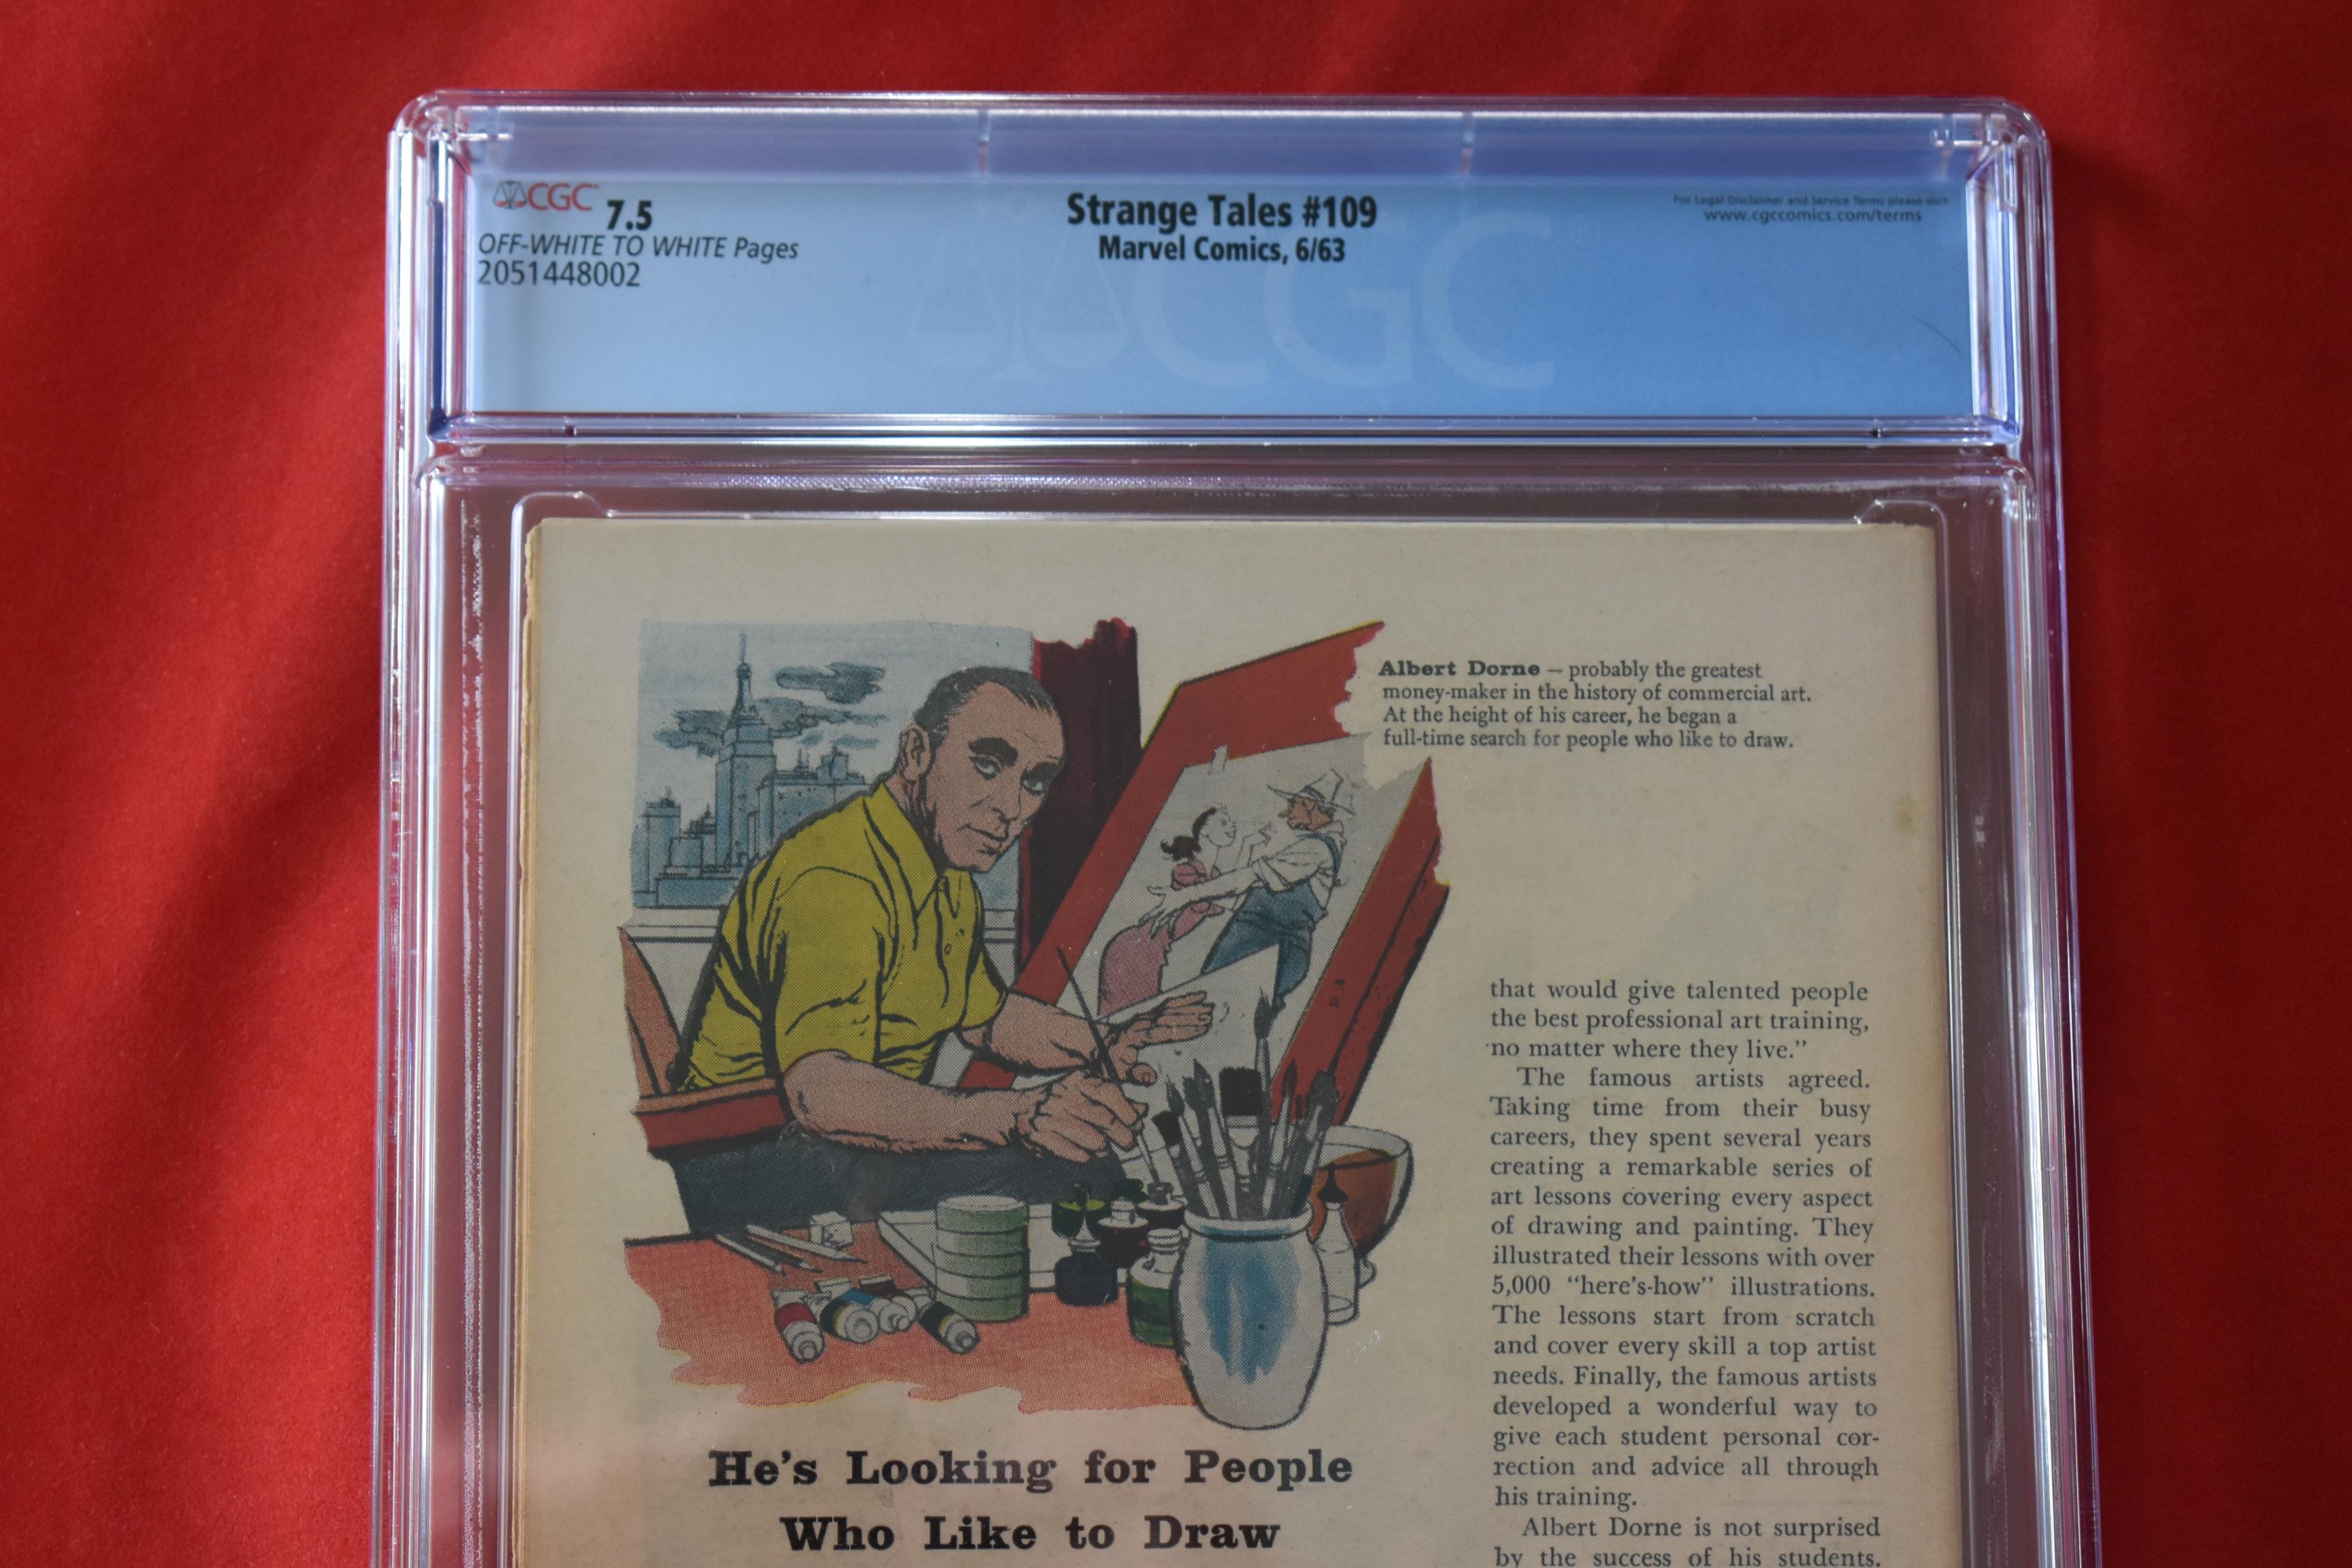 CGC 7.5
OFF-WHITE TO WHITE Pages
2051448002
Strange Tales #109
Marvel Comics, 6/63
For Legal Disclaimer and Service Terms please visit
www.cgccomics.com/terms
CGC
Albert Dorne — probably the greatest
money-maker in the history of commercial art.
At the height of his career, he began a
full-time search for people who like to draw.
He's Looking for People
Who Like to Draw
that would give talented people
the best professional art training,
no matter where they live.”
The famous artists agreed.
Taking time from their busy
careers, they spent several years
creating a remarkable series of
art lessons covering every aspect
of drawing and painting. They
illustrated their lessons with over
5,000 “here's-how” illustrations.
The lessons start from scratch
and cover every skill a top artist
needs. Finally, the famous artists
developed a wonderful way to
give each student personal cor-
rection and advice all through
his training.
Albert Dorne is not surprised
by the success of his students.